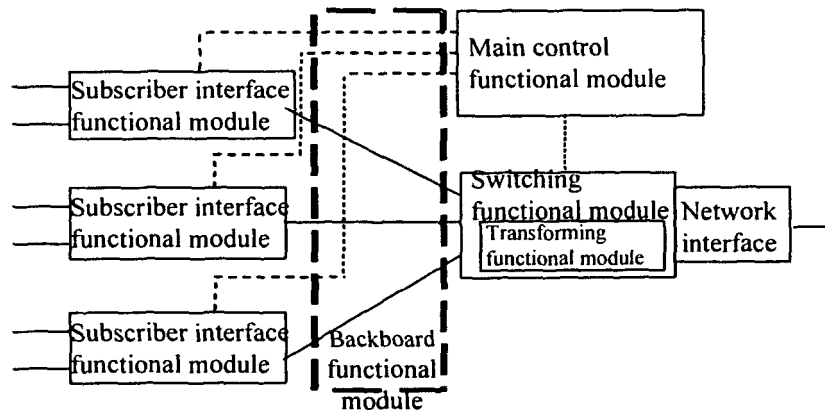 Main control
functional module
Subscriber interface
functional module
Subscriber interface
functional module
Switching
functional module
Transforming
functional module
Network
interface
Subscriber interface
functional module
Backboard
functional
module